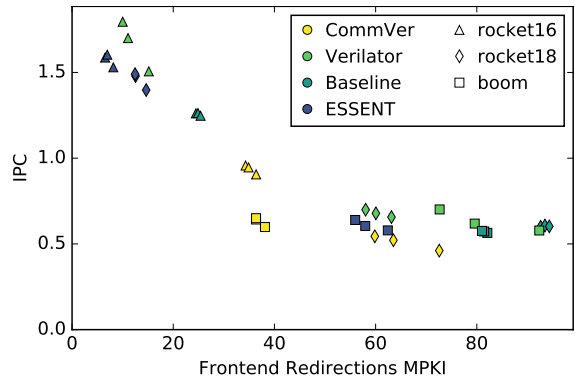 CommVer
Verilator
Baseline
ESSENT
rocket16
rocket18
boom
IPC
1.5
1.0
0.5
0.0
0
20
40
60
80
Frontend Redirections MPKI